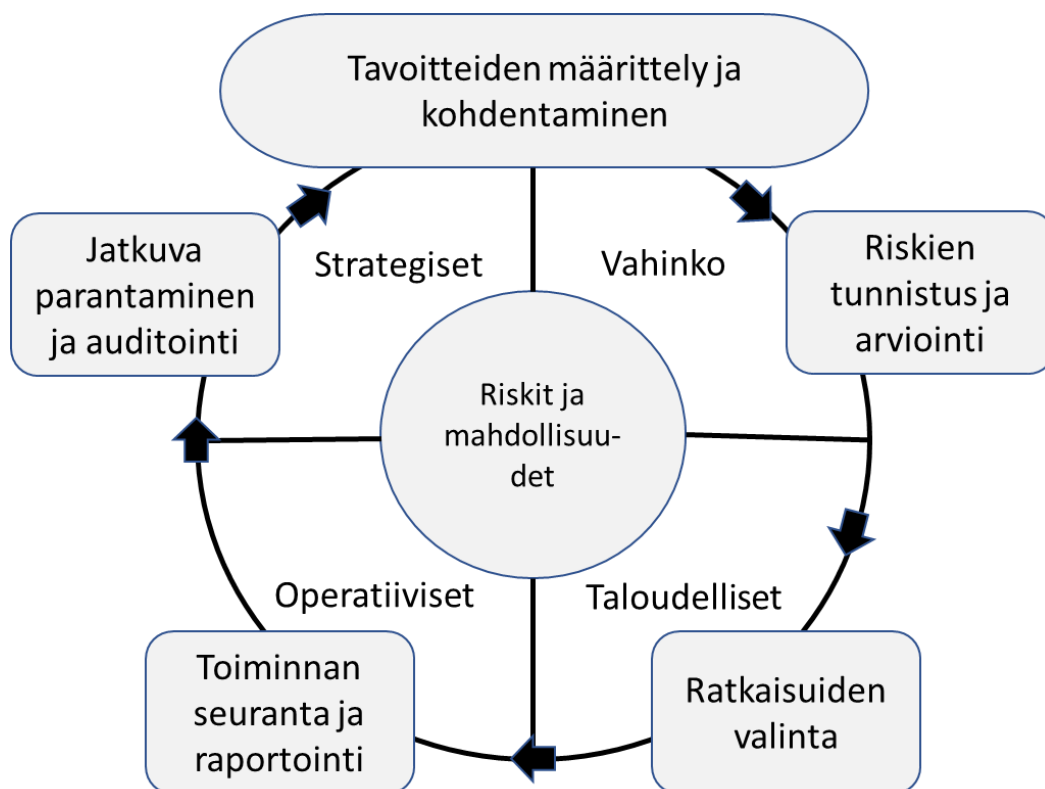 Tavoitteiden määrittely ja
kohdentaminen
Jatkuva
parantaminen
ja auditointi
Strategiset
Vahinko
Riskien
tunnistus ja
arviointi
Riskit ja
mahdollisuu-
det
Operatiiviset
Taloudelliset
Toiminnan
seuranta ja
raportointi
Ratkaisuiden
valinta